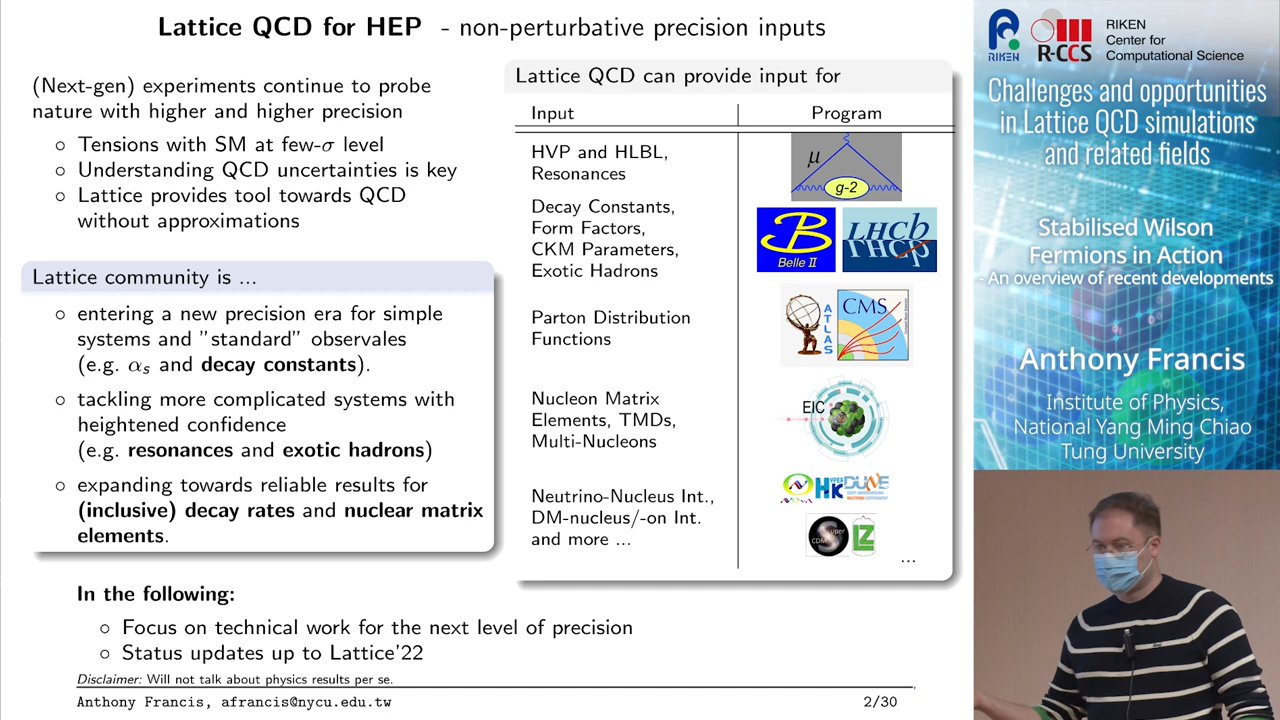 Lattice QCD for HEP - non-perturbative precision inputs
(Next-gen) experiments continue to probe
nature with higher and higher precision
○ Tensions with SM at few-σ level
○ Understanding QCD uncertainties is key
○ Lattice provides tool towards QCD
without approximations
Lattice community is ...
○ entering a new precision era for simple
systems and "standard" observales
(e.g. αs and decay constants).
○ tackling more complicated systems with
heightened confidence
(e.g. resonances and exotic hadrons)
○ expanding towards reliable results for
(inclusive) decay rates and nuclear matrix
elements.
Lattice QCD can provide input for
Input Program
HVP and HLBL,
Resonances
μ
g-2
Decay Constants,
Form Factors,
CKM Parameters,
Exotic Hadrons
B
Belle II
LHCb
LHCb
Parton Distribution
Functions
ATLAS
CMS
Nucleon Matrix
Elements, TMDs,
Multi-Nucleons
EIC
Neutrino-Nucleus Int.,
DM-nucleus/-on Int.
and more ...
HK
DUNE
Super
CDMS
LZ
...
In the following:
○ Focus on technical work for the next level of precision
○ Status updates up to Lattice'22
Disclaimer: Will not talk about physics results per se.
Anthony Francis, afrancis@nycu.edu.tw 2/30
RIKEN
R-CCS
RIKEN
Center for
Computational Science
Challenges and opportunities
in Lattice QCD simulations
and related fields
Stabilised Wilson
Fermions in Action
- An overview of recent developments
Anthony Francis
Institute of Physics,
National Yang Ming Chiao
Tung University